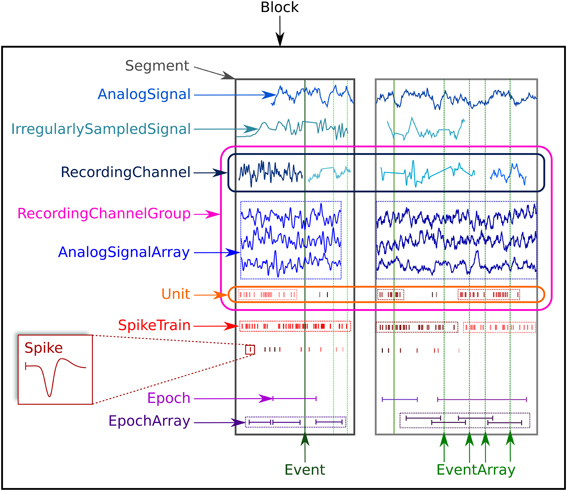 Block
Segment
AnalogSignal
IrregularlySampledSignal
RecordingChannel
RecordingChannelGroup
AnalogSignalArray
Unit
SpikeTrain
Spike
Epoch
EpochArray
Event
EventArray